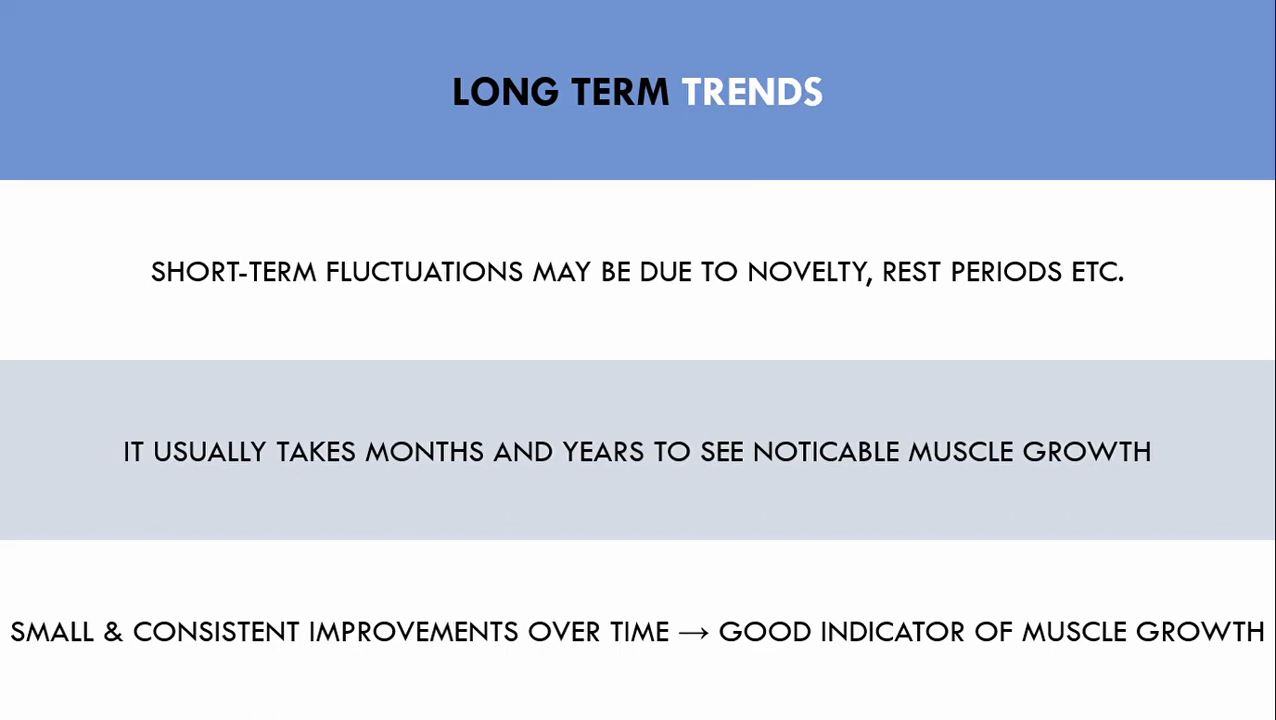 LONG TERM TRENDS
SHORT-TERM FLUCTUATIONS MAY BE DUE TO NOVELTY, REST PERIODS ETC.
IT USUALLY TAKES MONTHS AND YEARS TO SEE NOTICABLE MUSCLE GROWTH
SMALL & CONSISTENT IMPROVEMENTS OVER TIME → GOOD INDICATOR OF MUSCLE GROWTH